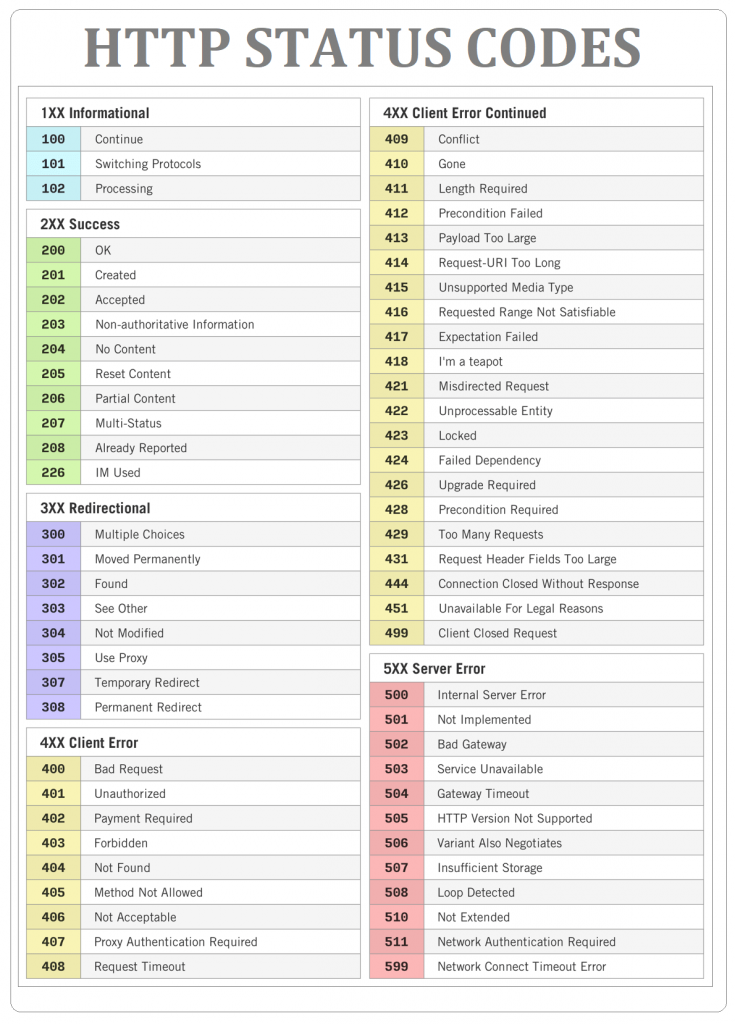 HTTP STATUS CODES
1XX Informational
100 Continue
101 Switching Protocols
102 Processing
2XX Success
200 OK
201 Created
202 Accepted
203 Non-authoritative Information
204 No Content
205 Reset Content
206 Partial Content
207 Multi-Status
208 Already Reported
226 IM Used
3XX Redirectional
300 Multiple Choices
301 Moved Permanently
302 Found
303 See Other
304 Not Modified
305 Use Proxy
307 Temporary Redirect
308 Permanent Redirect
4XX Client Error
400 Bad Request
401 Unauthorized
402 Payment Required
403 Forbidden
404 Not Found
405 Method Not Allowed
406 Not Acceptable
407 Proxy Authentication Required
408 Request Timeout
4XX Client Error Continued
409 Conflict
410 Gone
411 Length Required
412 Precondition Failed
413 Payload Too Large
414 Request-URI Too Long
415 Unsupported Media Type
416 Requested Range Not Satisfiable
417 Expectation Failed
418 I'm a teapot
421 Misdirected Request
422 Unprocessable Entity
423 Locked
424 Failed Dependency
426 Upgrade Required
428 Precondition Required
429 Too Many Requests
431 Request Header Fields Too Large
444 Connection Closed Without Response
451 Unavailable For Legal Reasons
499 Client Closed Request
5XX Server Error
500 Internal Server Error
501 Not Implemented
502 Bad Gateway
503 Service Unavailable
504 Gateway Timeout
505 HTTP Version Not Supported
506 Variant Also Negotiates
507 Insufficient Storage
508 Loop Detected
510 Not Extended
511 Network Authentication Required
599 Network Connect Timeout Error